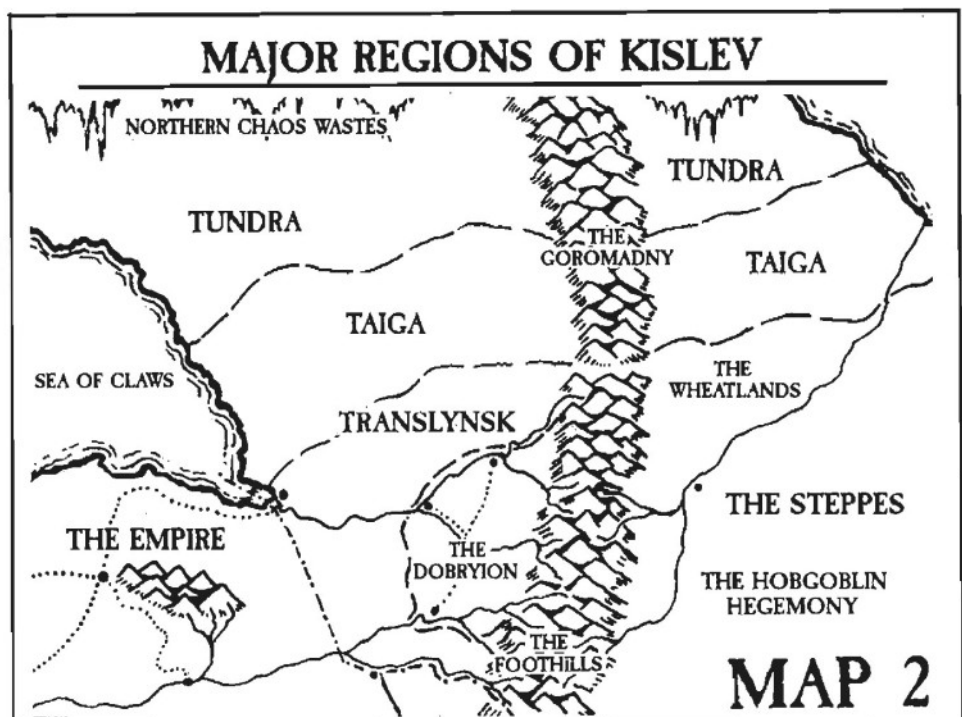 MAJOR REGIONS OF KISLEV
NORTHERN CHAOS WASTES
TUNDRA
TUNDRA
THE
GOROMADNY
TAIGA
TAIGA
SEA OF CLAWS
THE
WHEATLANDS
TRANSLYNSK
THE STEPPES
THE EMPIRE
THE
DOBRYION
THE HOBGOBLIN
HEGEMONY
THE
FOOTHILLS
MAP 2